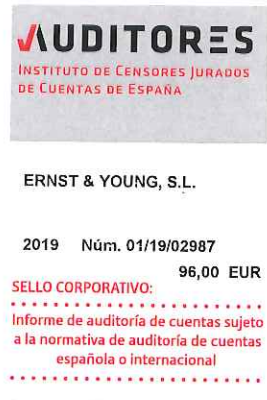 AUDITORES
INSTITUTO DE CENSORES JURADOS
DE CUENTAS DE ESPAÑA
ERNST & YOUNG, S.L.
2019 Núm. 01/19/02987
96,00 EUR
SELLO CORPORATIVO:
Informe de auditoría de cuentas sujeto
a la normativa de auditoría de cuentas
española o internacional